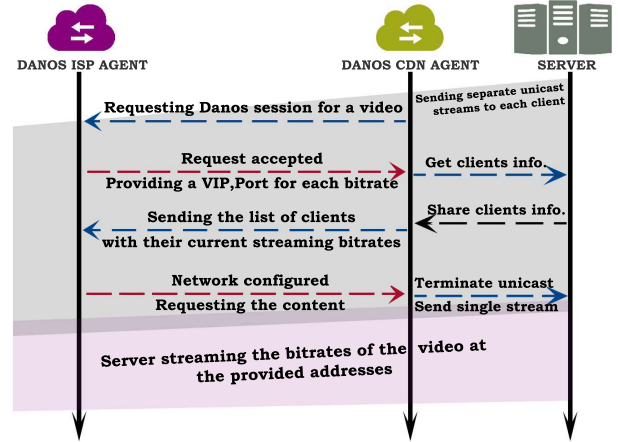 DANOS ISP AGENT
DANOS CDN AGENT
SERVER
Sending separate unicast
streams to each client
Requesting Danos session for a video
Request accepted
Providing a VIP,Port for each bitrate
Get clients info.
Share clients info.
Sending the list of clients
with their current streaming bitrates
Network configured
Requesting the content
Terminate unicast
Send single stream
Server streaming the bitrates of the video at
the provided addresses